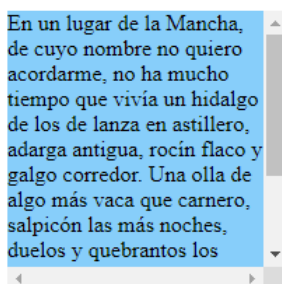 En un lugar de la Mancha,
de cuyo nombre no quiero
acordarme, no ha mucho
tiempo que vivía un hidalgo
de los de lanza en astillero,
adarga antigua, rocín flaco y
galgo corredor. Una olla de
algo más vaca que carnero,
salpicón las más noches,
duelos y quebrantos los